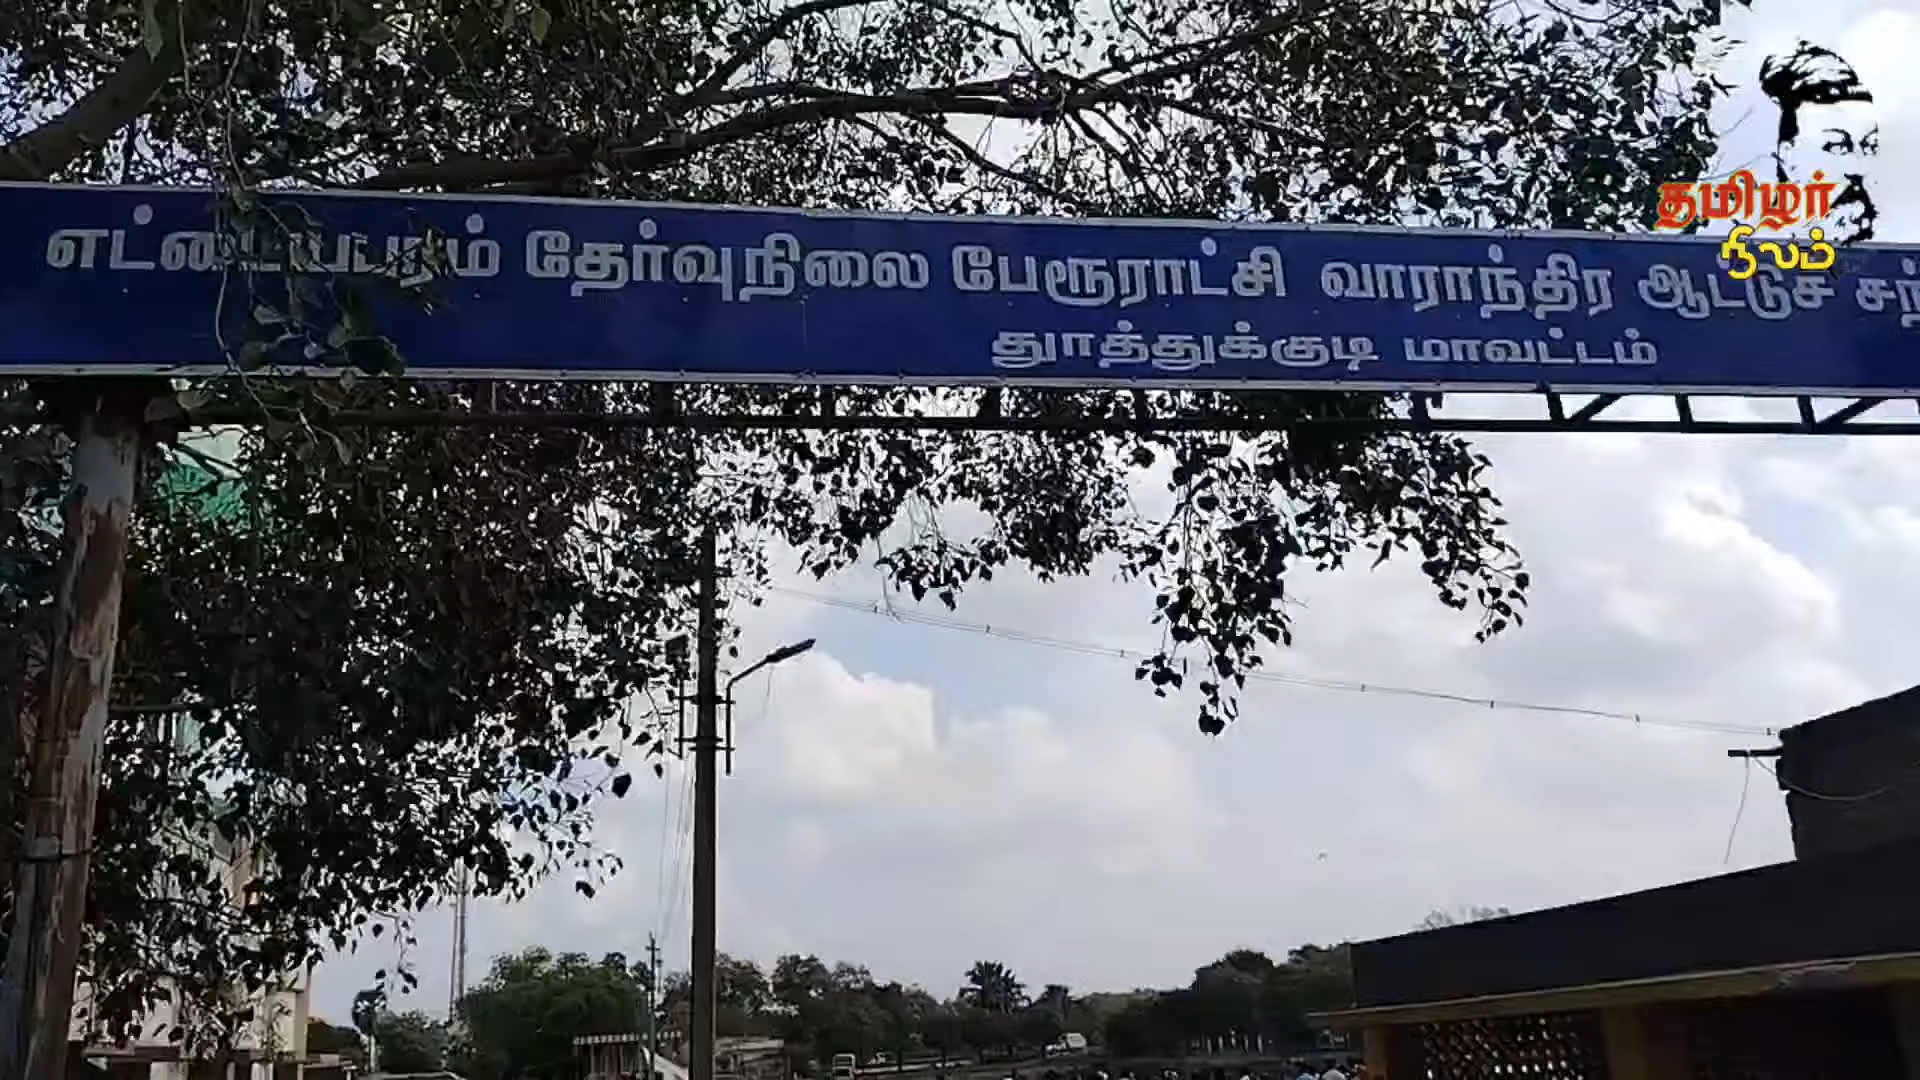 எட்டையபுரம் தேர்வுநிலை பேரூராட்சி வாராந்திர ஆட்டுச்
தூத்துக்குடி மாவட்டம்
தமிழர்
நிலம்